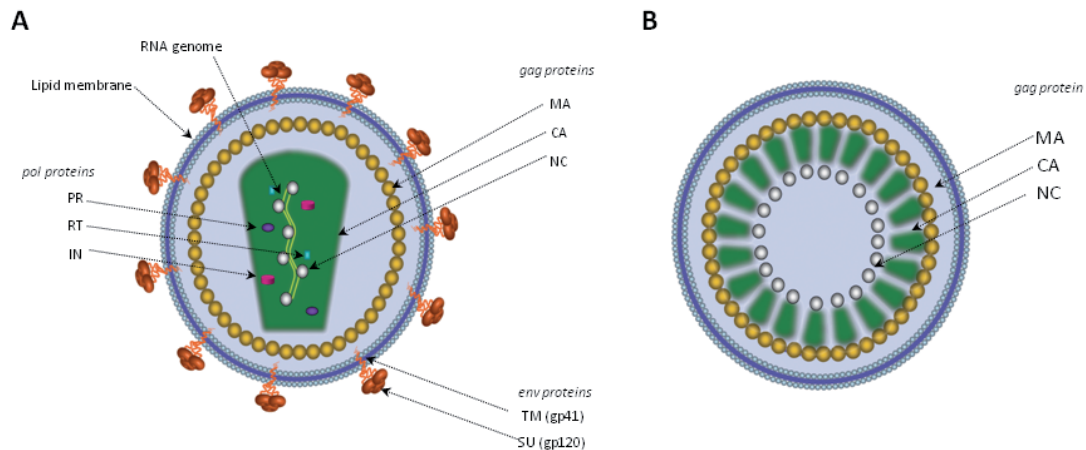 A
RNA genome
Lipid membrane
gag proteins
MA
CA
NC
pol proteins
PR
RT
IN
env proteins
TM (gp41)
SU (gp120)
B
gag protein
MA
CA
NC